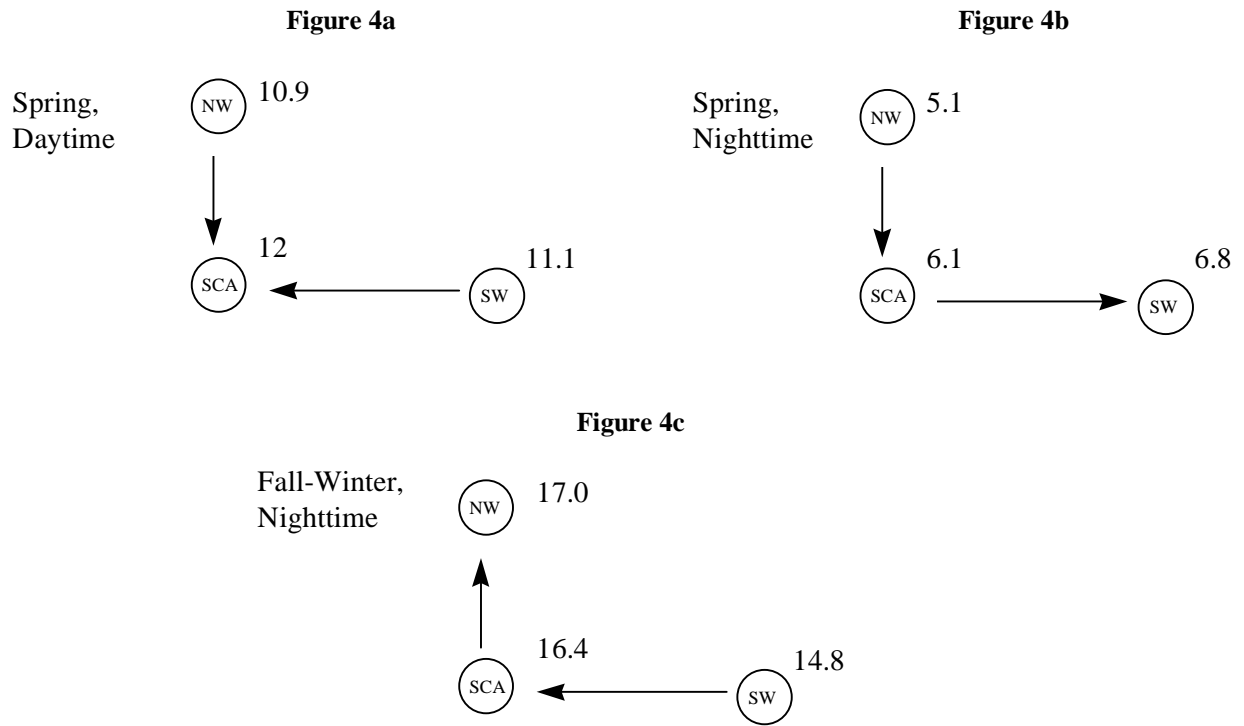 Figure 4a
Spring,
Daytime
NW
10.9
SCA
12
SW
11.1
Figure 4b
Spring,
Nighttime
NW
5.1
SCA
6.1
SW
6.8
Figure 4c
Fall-Winter,
Nighttime
NW
17.0
SCA
16.4
SW
14.8